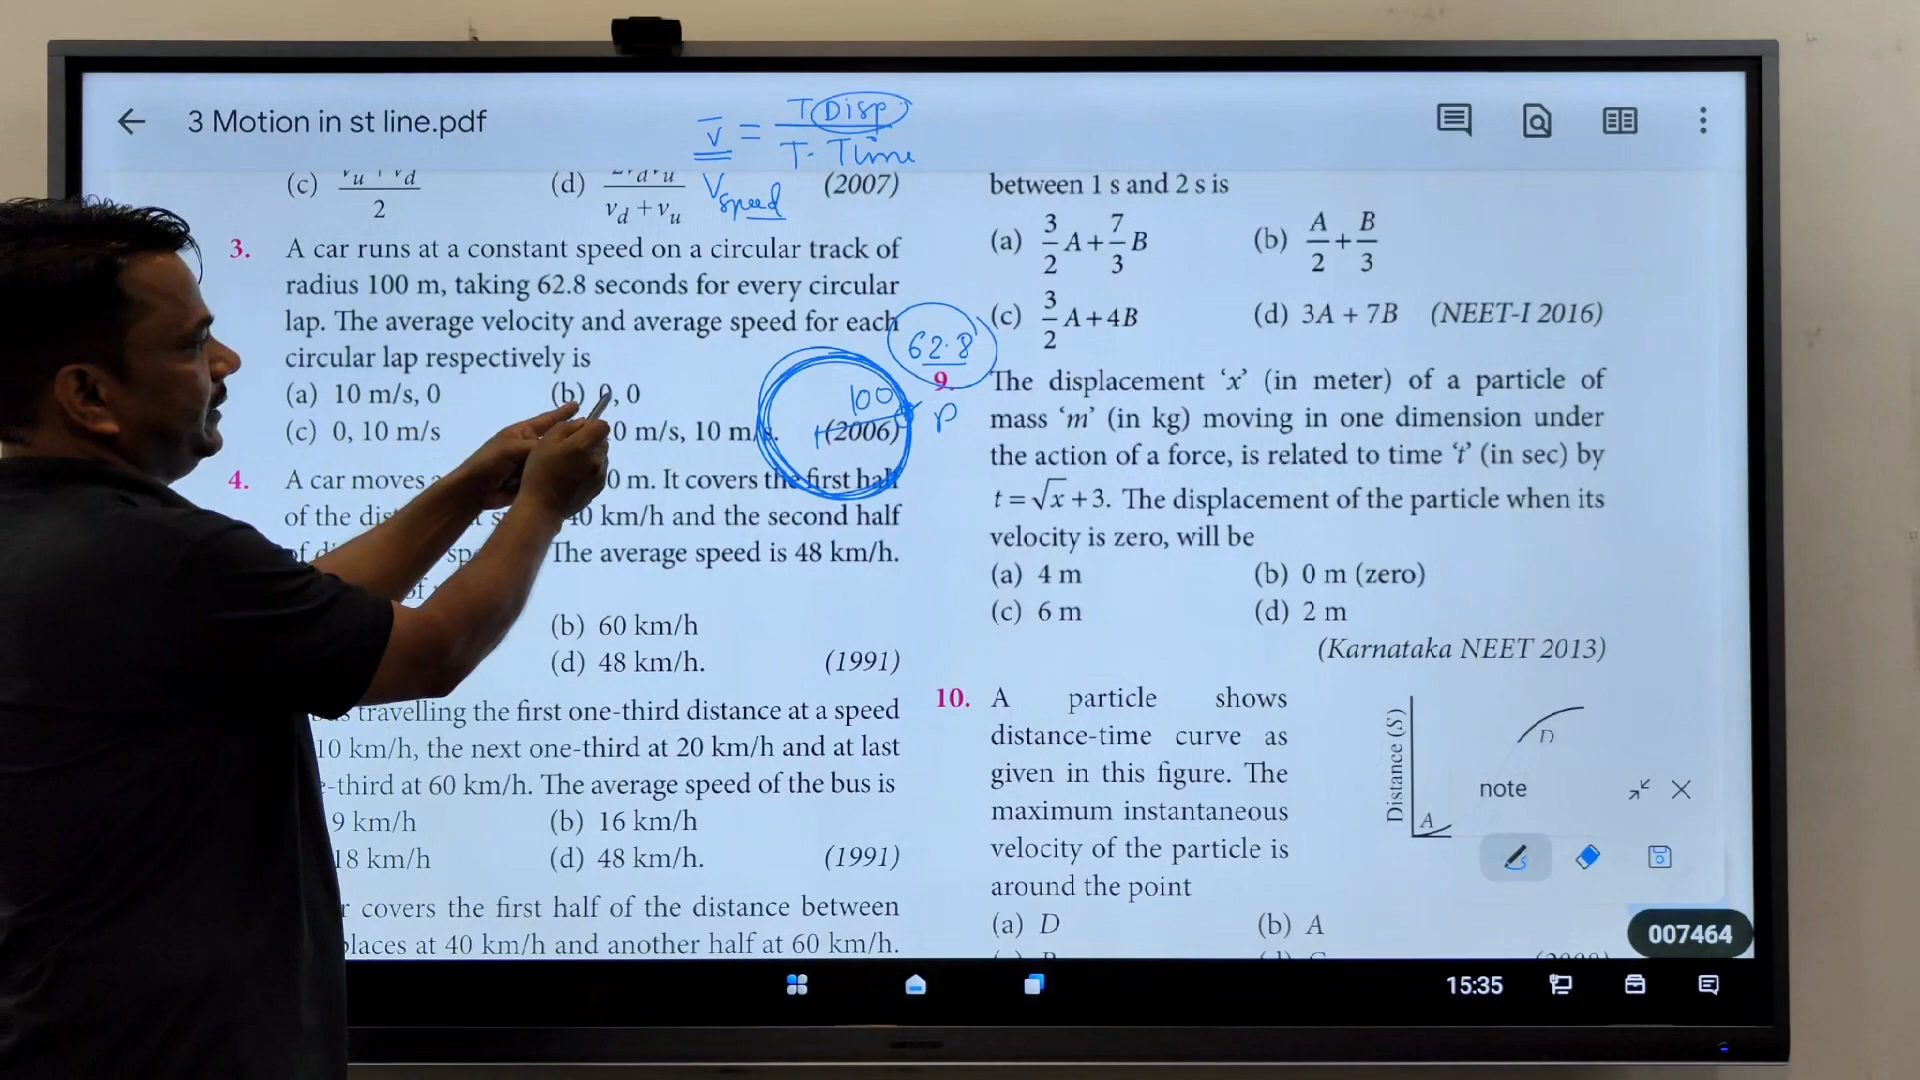 3 Motion in st line.pdf
v = T Disp / T. Time
V speed
(c) vu + vd / 2 (d) / vd + vu (2007)
3. A car runs at a constant speed on a circular track of
radius 100 m, taking 62.8 seconds for every circular
lap. The average velocity and average speed for each
circular lap respectively is
(a) 10 m/s, 0 (b) 0, 0
(c) 0, 10 m/s 0 m/s, 10 m/s. (2006)
62.8
100
P
4. A car moves 0 m. It covers the first half
of the 40 km/h and the second half
The average speed is 48 km/h.
(b) 60 km/h
(d) 48 km/h. (1991)
travelling the first one-third distance at a speed
10 km/h, the next one-third at 20 km/h and at last
-third at 60 km/h. The average speed of the bus is
9 km/h (b) 16 km/h
18 km/h (d) 48 km/h. (1991)
covers the first half of the distance between
places at 40 km/h and another half at 60 km/h.
between 1 s and 2 s is
(a) 3/2 A + 7/3 B (b) A/2 + B/3
(c) 3/2 A + 4B (d) 3A + 7B (NEET-I 2016)
9. The displacement ‘x’ (in meter) of a particle of
mass ‘m’ (in kg) moving in one dimension under
the action of a force, is related to time ‘t’ (in sec) by
t = √x + 3. The displacement of the particle when its
velocity is zero, will be
(a) 4 m (b) 0 m (zero)
(c) 6 m (d) 2 m
(Karnataka NEET 2013)
10. A particle shows
distance-time curve as
given in this figure. The
maximum instantaneous
velocity of the particle is
around the point
(a) D (b) A
Distance (S)
D
A
note
007464
15:35